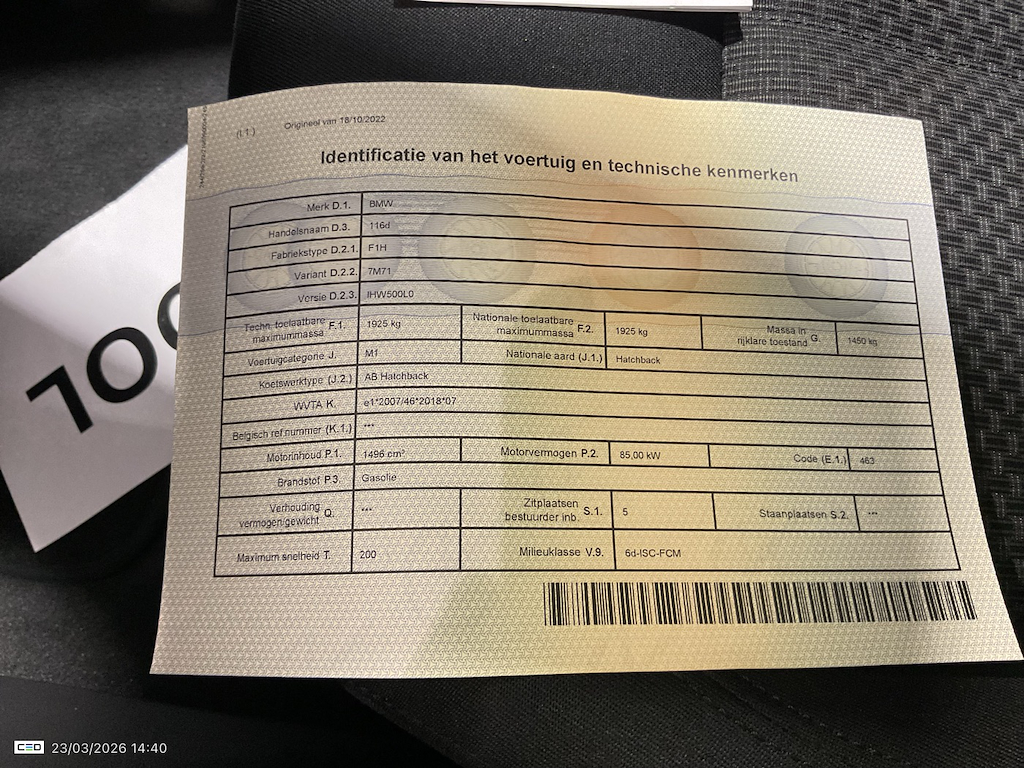 (t.1)
Origineel van 18/10/2022
Identificatie van het voertuig en technische kenmerken
Merk D.1. BMW
Handelsnaam D.3. 116d
Fabriekstype D.2.1. F1H
Variant D.2.2. 7M71
Versie D.2.3. IHW500L0
Techn. toelaatbare maximummassa F.1. 1925 kg Nationale toelaatbare maximummassa F.2. 1925 kg Massa in rijklare toestand G. 1450 kg
Voertuigcategorie J. M1 Nationale aard (J.1.) Hatchback
Koetswerktype (J.2.) AB Hatchback
WVTA K. e1*2007/46*2018*07
Belgisch ref.nummer (K.1.) ***
Motorinhoud P.1. 1496 cm³ Motorvermogen P.2. 85,00 kW Code (E.1.) 463
Brandstof P.3. Gasolie
Verhouding vermogen/gewicht Q. *** Zitplaatsen bestuurder inb. S.1. 5 Staanplaatsen S.2. ***
Maximum snelheid T. 200 Milieuklasse V.9. 6d-ISC-FCM
CEO 23/03/2026 14:40